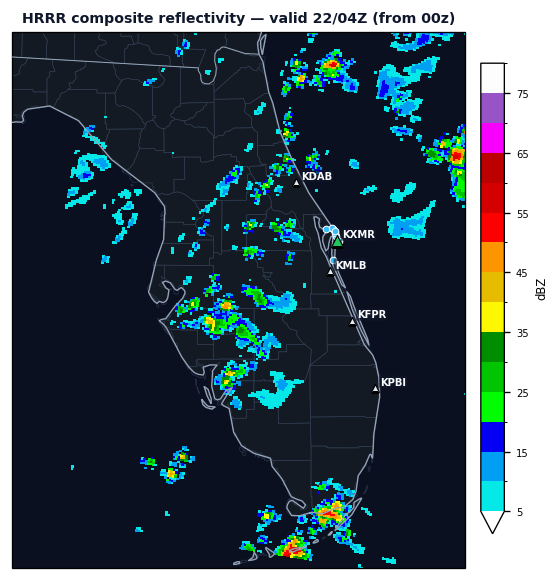 HRRR composite reflectivity — valid 22/04Z (from 00z)
KDAB
KXMR
KMLB
KFPR
KPBI
75
65
55
45
35
25
15
5
dBZ